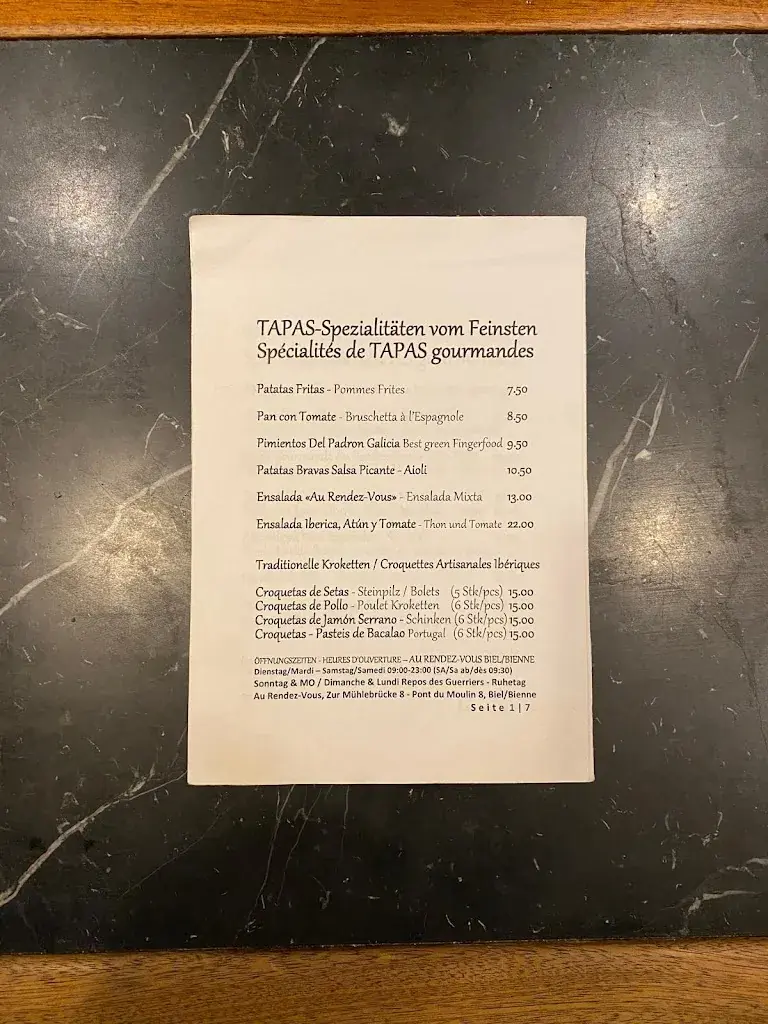 TAPAS-Spezialitäten vom Feinsten
Spécialités de TAPAS gourmandes
Patatas Fritas - Pommes Frites 7.50
Pan con Tomate - Bruschetta à l'Espagnole 8.50
Pimientos Del Padron Galicia Best green Fingerfood 9.50
Patatas Bravas Salsa Picante - Aioli 10.50
Ensalada «Au Rendez-Vous» - Ensalada Mixta 13.00
Ensalada Iberica, Atún y Tomate - Thon und Tomate 22.00
Traditionelle Kroketten / Croquettes Artisanales Ibériques
Croquetas de Setas - Steinpilz / Bolets (5 Stk/pcs) 15.00
Croquetas de Pollo - Poulet Kroketten (6 Stk/pcs) 15.00
Croquetas de Jamón Serrano - Schinken (6 Stk/pcs) 15.00
Croquetas - Pasteis de Bacalao Portugal (6 Stk/pcs) 15.00
ÖFFNUNGSZEITEN - HEURES D'OUVERTURE – AU RENDEZ-VOUS BIEL/BIENNE
Dienstag/Mardi – Samstag/Samedi 09:00-23:00 (SA/Sa ab/dès 09:30)
Sonntag & MO / Dimanche & Lundi Repos des Guerriers - Ruhetag
Au Rendez-Vous, Zur Mühlebrücke 8 - Pont du Moulin 8, Biel/Bienne
Seite 1|7